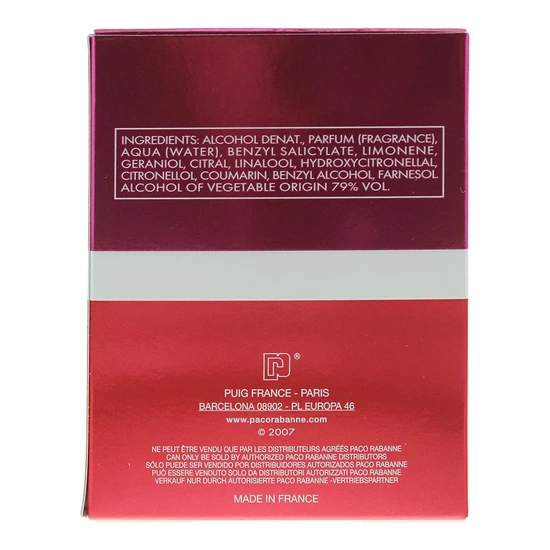 INGREDIENTS: ALCOHOL DENAT., PARFUM (FRAGRANCE),
AQUA (WATER), BENZYL SALICYLATE, LIMONENE,
GERANIOL, CITRAL, LINALOOL, HYDROXYCITRONELLAL,
CITRONELLOL, COUMARIN, BENZYL ALCOHOL, FARNESOL.
ALCOHOL OF VEGETABLE ORIGIN 79% VOL.
®
PUIG FRANCE - PARIS
BARCELONA 08902 - PL EUROPA 46
www.pacorabanne.com
© 2007
NE PEUT ÊTRE VENDU QUE PAR LES DISTRIBUTEURS AGRÉÉS PACO RABANNE
CAN ONLY BE SOLD BY AUTHORIZED PACO RABANNE DISTRIBUTORS
SÓLO PUEDE SER VENDIDO POR DISTRIBUIDORES AUTORIZADOS PACO RABANNE
PUÒ ESSERE VENDUTO SOLO DA DISTRIBUTORI AUTORIZZATI PACO RABANNE
VERKAUF NUR DURCH AUTORISIERTE PACO RABANNE -VERTRIEBSPARTNER
MADE IN FRANCE